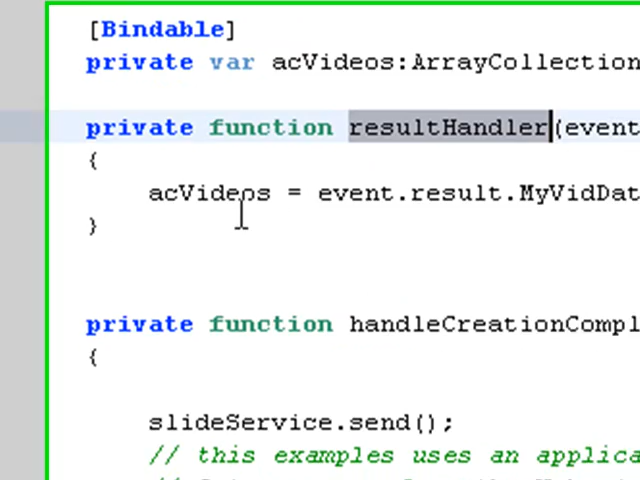 [Bindable]
private var acVideos:ArrayCollection
private function resultHandler(event
{
acVideos = event.result.MyVidDat
}
private function handleCreationCompl
{
slideService.send();
// this examples uses an applica